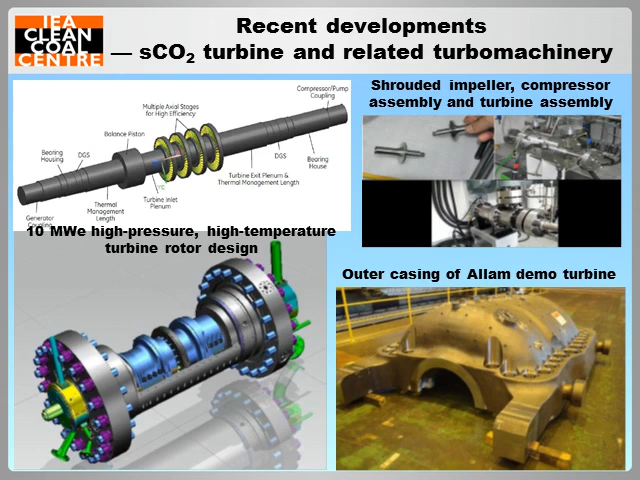 IEA
CLEAN
COAL
CENTRE
Recent developments
— sCO₂ turbine and related turbomachinery
Shrouded impeller, compressor
assembly and turbine assembly
Compressor/Pump
Coupling
Multiple Axial Stages
for High Efficiency
Balance Piston
Bearing
Housing
DGS
DGS
Bearing
House
Turbine Exit Plenum &
Thermal Management Length
Turbine Inlet
Plenum
Thermal
Management
Length
Generator
Coupling
10 MWe high-pressure, high-temperature
turbine rotor design
Outer casing of Allam demo turbine